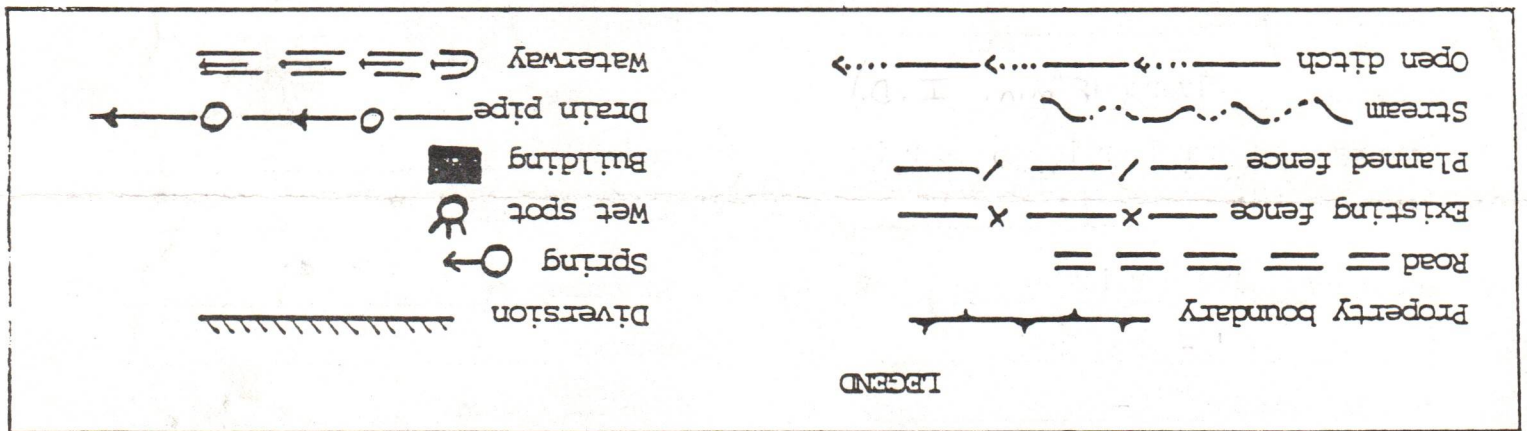 LEGEND
Property boundary
Road
Existing fence
Planned fence
Stream
Open ditch
Diversion
Spring
Wet spot
Building
Drain pipe
Waterway